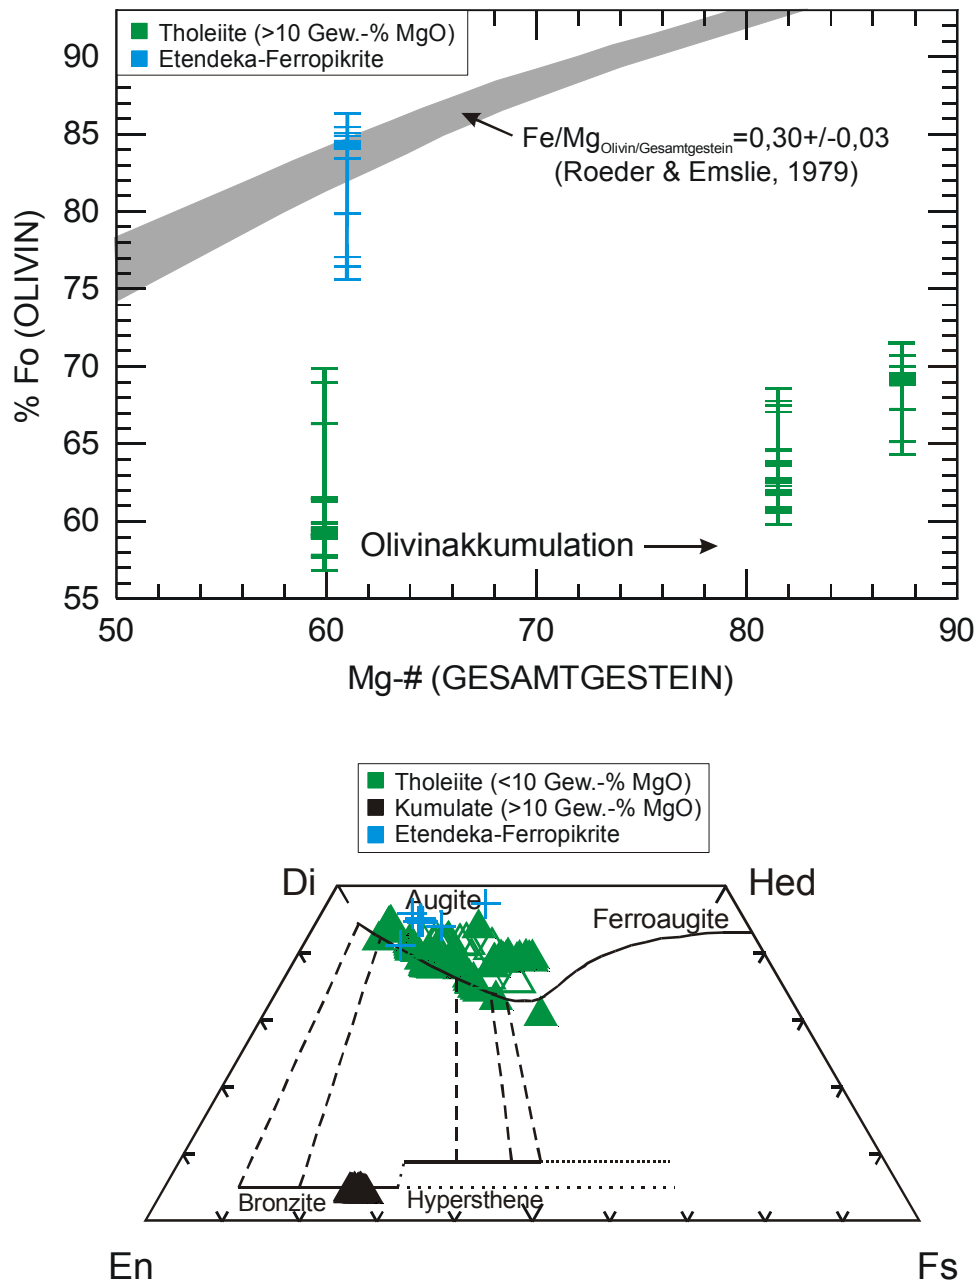 Tholeiite (>10 Gew.-% MgO)
Etendeka-Ferropikrite
90
85
80
75
70
65
60
55
% Fo (OLIVIN)
Fe/MgOlivin/Gesamtgestein=0,30+/-0,03
(Roeder & Emslie, 1979)
Olivinakkumulation
50
60
70
80
90
Mg-# (GESAMTGESTEIN)
Tholeiite (<10 Gew.-% MgO)
Kumulate (>10 Gew.-% MgO)
Etendeka-Ferropikrite
Di
Hed
Augite
Ferroaugite
Bronzite
Hypersthene
En
Fs